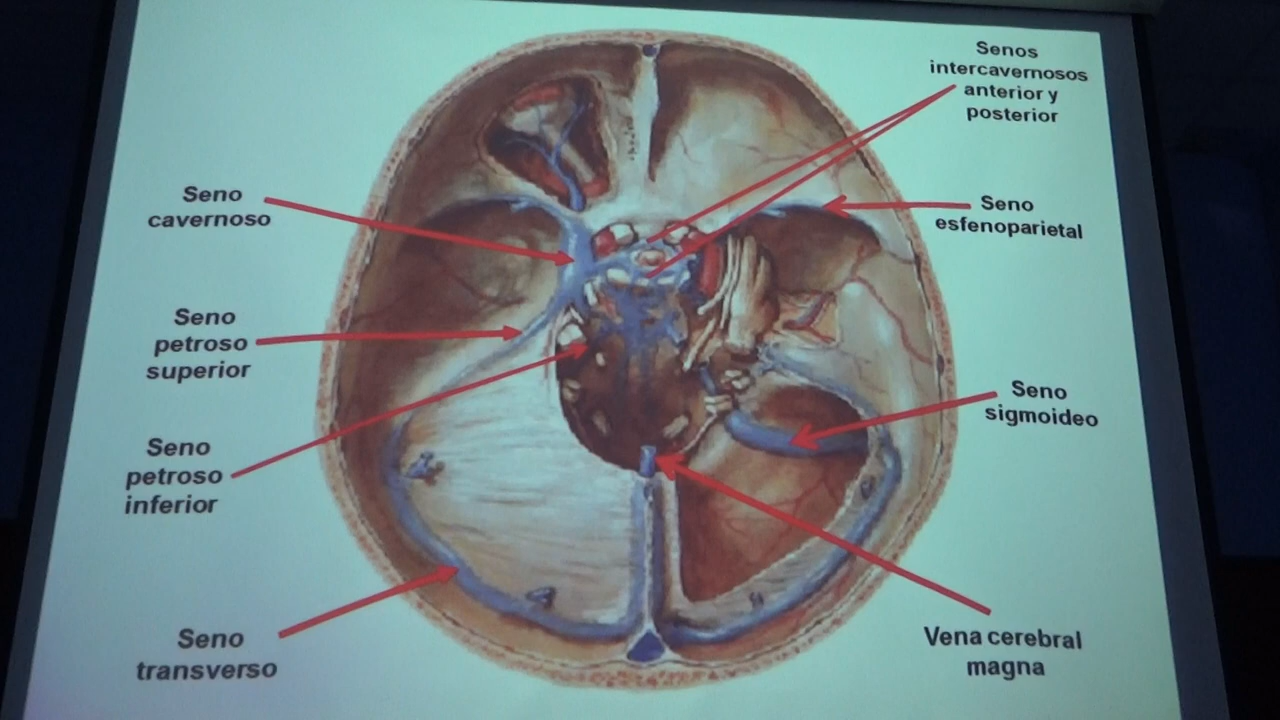 Senos
intercavernosos
anterior y
posterior
Seno
cavernoso
Seno
esfenoparietal
Seno
petroso
superior
Seno
sigmoideo
Seno
petroso
inferior
Seno
transverso
Vena cerebral
magna